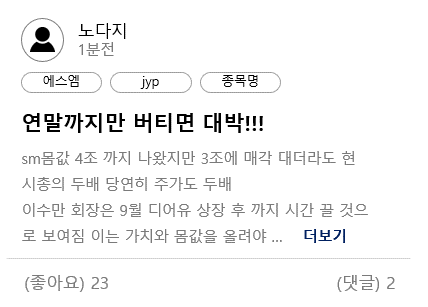 노다지
1분전
에스엠 jyp 종목명
연말까지만 버티면 대박!!!
sm몸값 4조 까지 나왔지만 3조에 매각 대더라도 현
시총의 두배 당연히 주가도 두배
이수만 회장은 9월 디어유 상장 후 까지 시간 끌 것으
로 보여짐 이는 가치와 몸값을 올려야 ... 더보기
(좋아요) 23 (댓글) 2